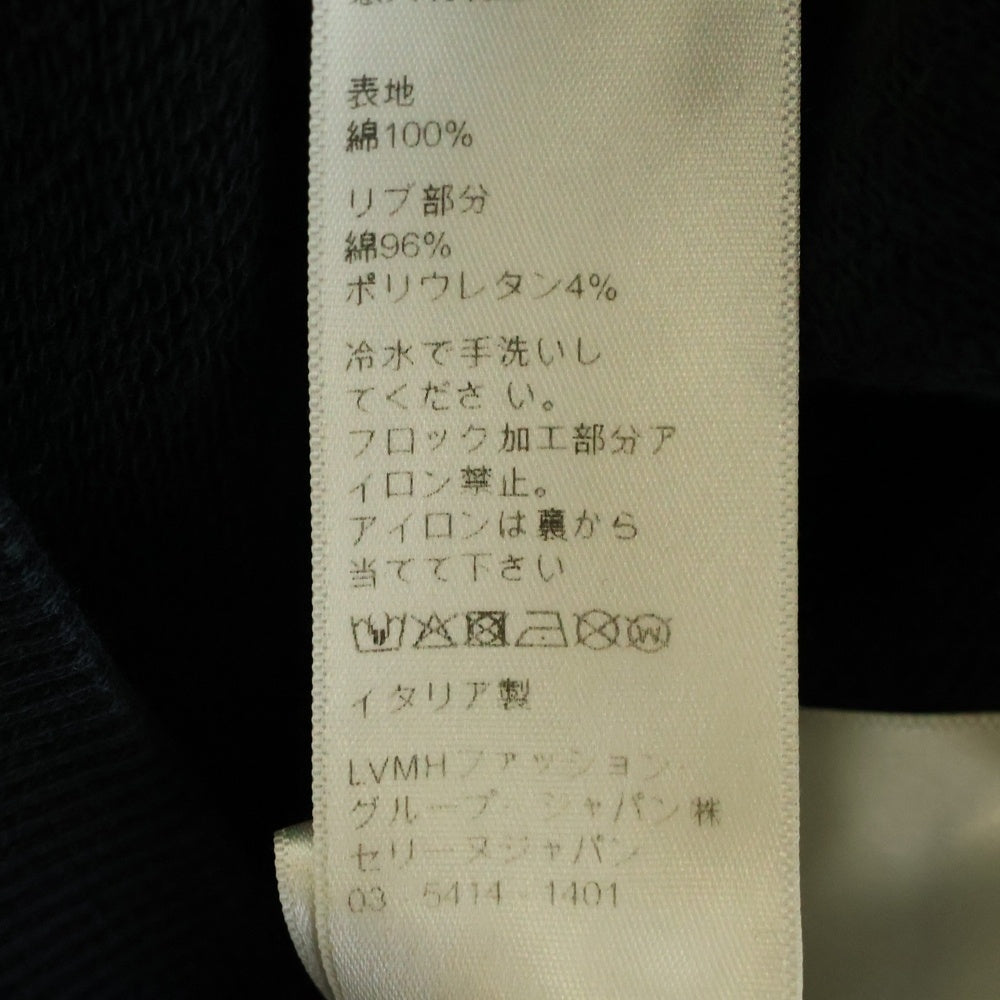 表地
綿100%
リブ部分
綿96%
ポリウレタン4%
冷水で手洗いし
てください。
フロック加工部分ア
イロン禁止。
アイロンは裏から
当てて下さい
イタリア製
LVMHファッション・
グループ・ジャパン㈱
セリーヌジャパン
03-5414-1401